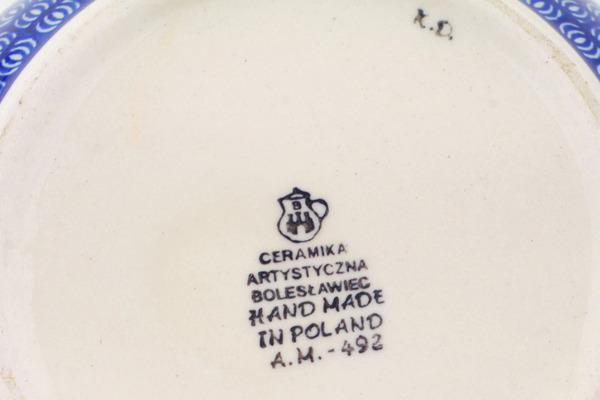 K.D.
B
CERAMIKA
ARTYSTYCZNA
BOLESŁAWIEC
HAND MADE
IN POLAND
A.M.-492